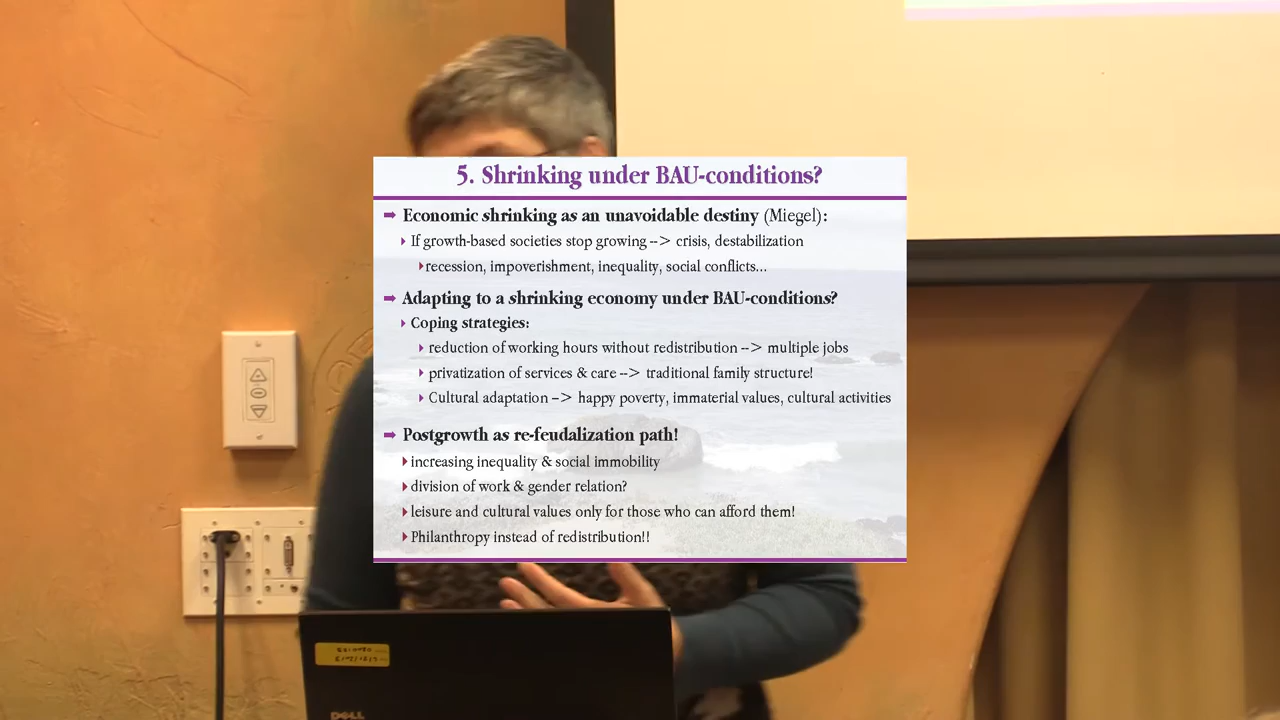 5. Shrinking under BAU-conditions?
➡ Economic shrinking as an unavoidable destiny (Miegel):
If growth-based societies stop growing --> crisis, destabilization
recession, impoverishment, inequality, social conflicts...
➡ Adapting to a shrinking economy under BAU-conditions?
Coping strategies:
reduction of working hours without redistribution --> multiple jobs
privatization of services & care --> traditional family structure!
Cultural adaptation --> happy poverty, immaterial values, cultural activities
➡ Postgrowth as re-feudalization path!
increasing inequality & social immobility
division of work & gender relation?
leisure and cultural values only for those who can afford them!
Philanthropy instead of redistribution!!
DELL